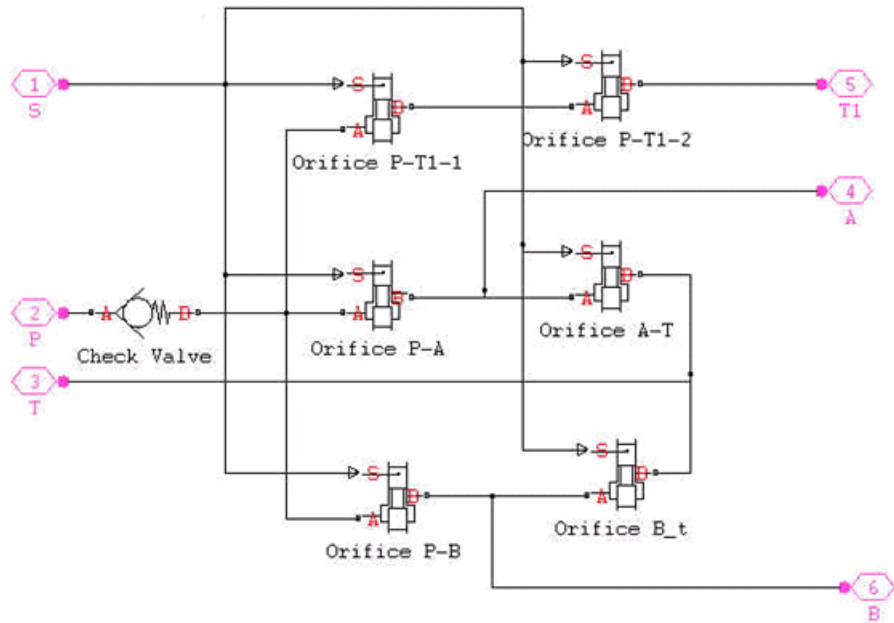 1
S
S
A
B
Orifice P-T1-1
S
A
B
Orifice P-T1-2
5
T1
4
A
S
A
B
Orifice P-A
S
A
B
Orifice A-T
2
P
A
B
Check Valve
3
T
S
A
B
Orifice P-B
S
A
B
Orifice B_t
6
B